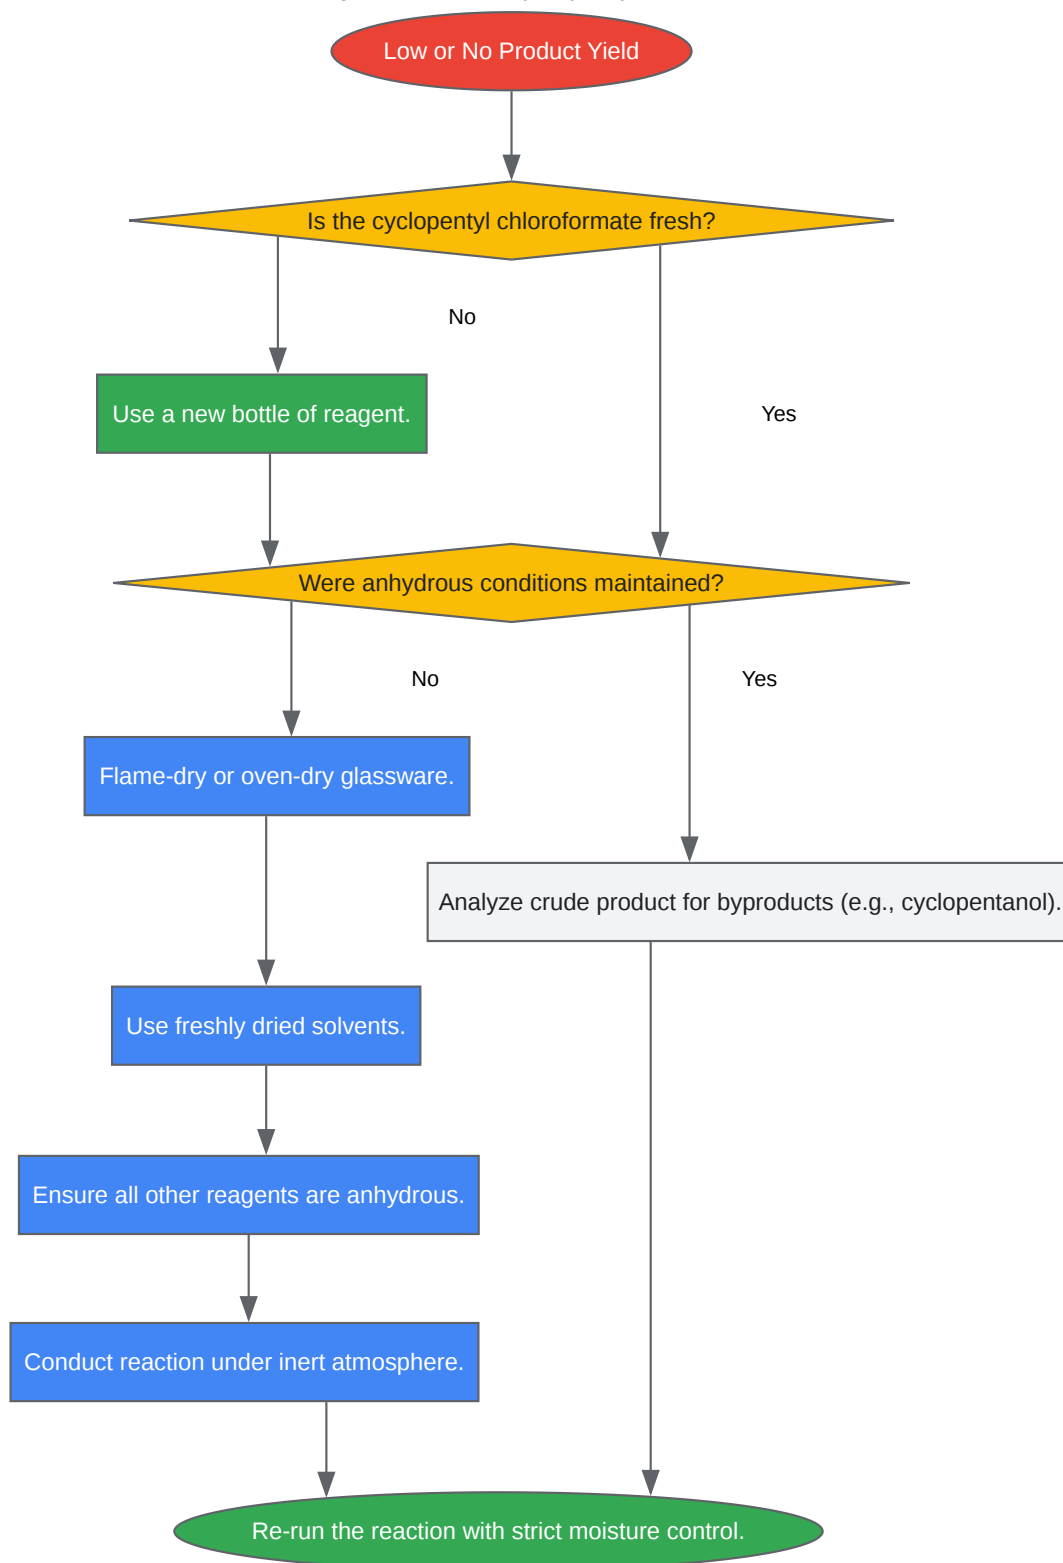 Low or No Product Yield
Is the cyclopentyl chloroformate fresh?
No
Use a new bottle of reagent.
Yes
Were anhydrous conditions maintained?
No
Yes
Flame-dry or oven-dry glassware.
Analyze crude product for byproducts (e.g., cyclopentanol).
Use freshly dried solvents.
Ensure all other reagents are anhydrous.
Conduct reaction under inert atmosphere.
Re-run the reaction with strict moisture control.